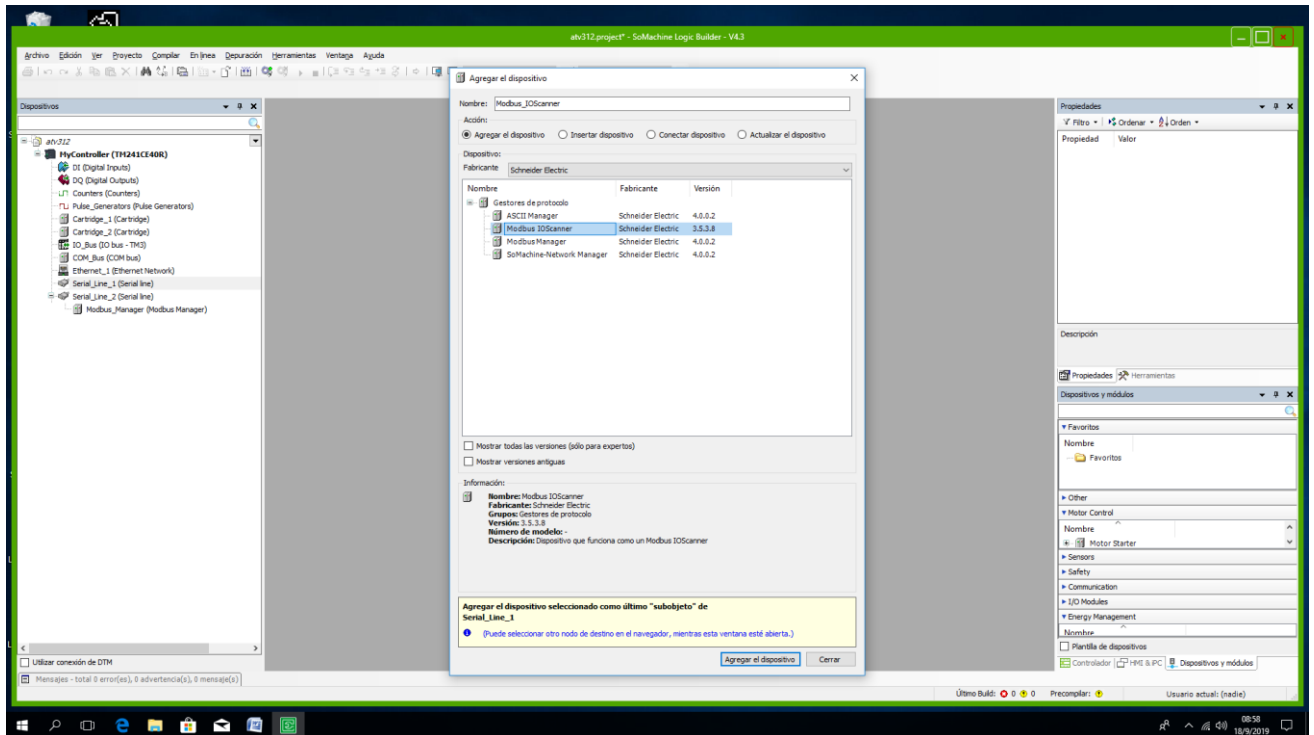 atv312.project* - SoMachine Logic Builder - V4.3
Archivo Edición Ver Proyecto Compilar En línea Depuración Herramientas Ventana Ayuda
Dispositivos
atv312
MyController (TM241CE40R)
DI (Digital Inputs)
DQ (Digital Outputs)
Counters (Counters)
Pulse_Generators (Pulse Generators)
Cartridge_1 (Cartridge)
Cartridge_2 (Cartridge)
IO_Bus (IO bus - TM3)
COM_Bus (COM bus)
Ethernet_1 (Ethernet Network)
Serial_Line_1 (Serial line)
Serial_Line_2 (Serial line)
Modbus_Manager (Modbus Manager)
Utilizar conexión de DTM
Mensajes - total 0 error(es), 0 advertencia(s), 0 mensaje(s)
Agregar el dispositivo
Nombre: Modbus_IOScanner
Acción:
Agregar el dispositivo Insertar dispositivo Conectar dispositivo Actualizar el dispositivo
Dispositivo:
Fabricante Schneider Electric
Nombre Fabricante Versión
Gestores de protocolo
ASCII Manager Schneider Electric 4.0.0.2
Modbus IOScanner Schneider Electric 3.5.3.8
Modbus Manager Schneider Electric 4.0.0.2
SoMachine-Network Manager Schneider Electric 4.0.0.2
Mostrar todas las versiones (sólo para expertos)
Mostrar versiones antiguas
Información:
Nombre: Modbus IOScanner
Fabricante: Schneider Electric
Grupos: Gestores de protocolo
Versión: 3.5.3.8
Número de modelo: -
Descripción: Dispositivo que funciona como un Modbus IOScanner
Agregar el dispositivo seleccionado como último "subobjeto" de
Serial_Line_1
(Puede seleccionar otro nodo de destino en el navegador, mientras esta ventana esté abierta.)
Agregar el dispositivo Cerrar
Propiedades
Filtro Ordenar Orden
Propiedad Valor
Descripción
Propiedades Herramientas
Dispositivos y módulos
Favoritos
Nombre
Favoritos
Other
Motor Control
Nombre
Motor Starter
Sensors
Safety
Communication
I/O Modules
Energy Management
Nombre
Plantilla de dispositivos
Controlador HMI & iPC Dispositivos y módulos
Último Build: 0 0 Precompilar: Usuario actual: (nadie)
08:58
18/9/2019